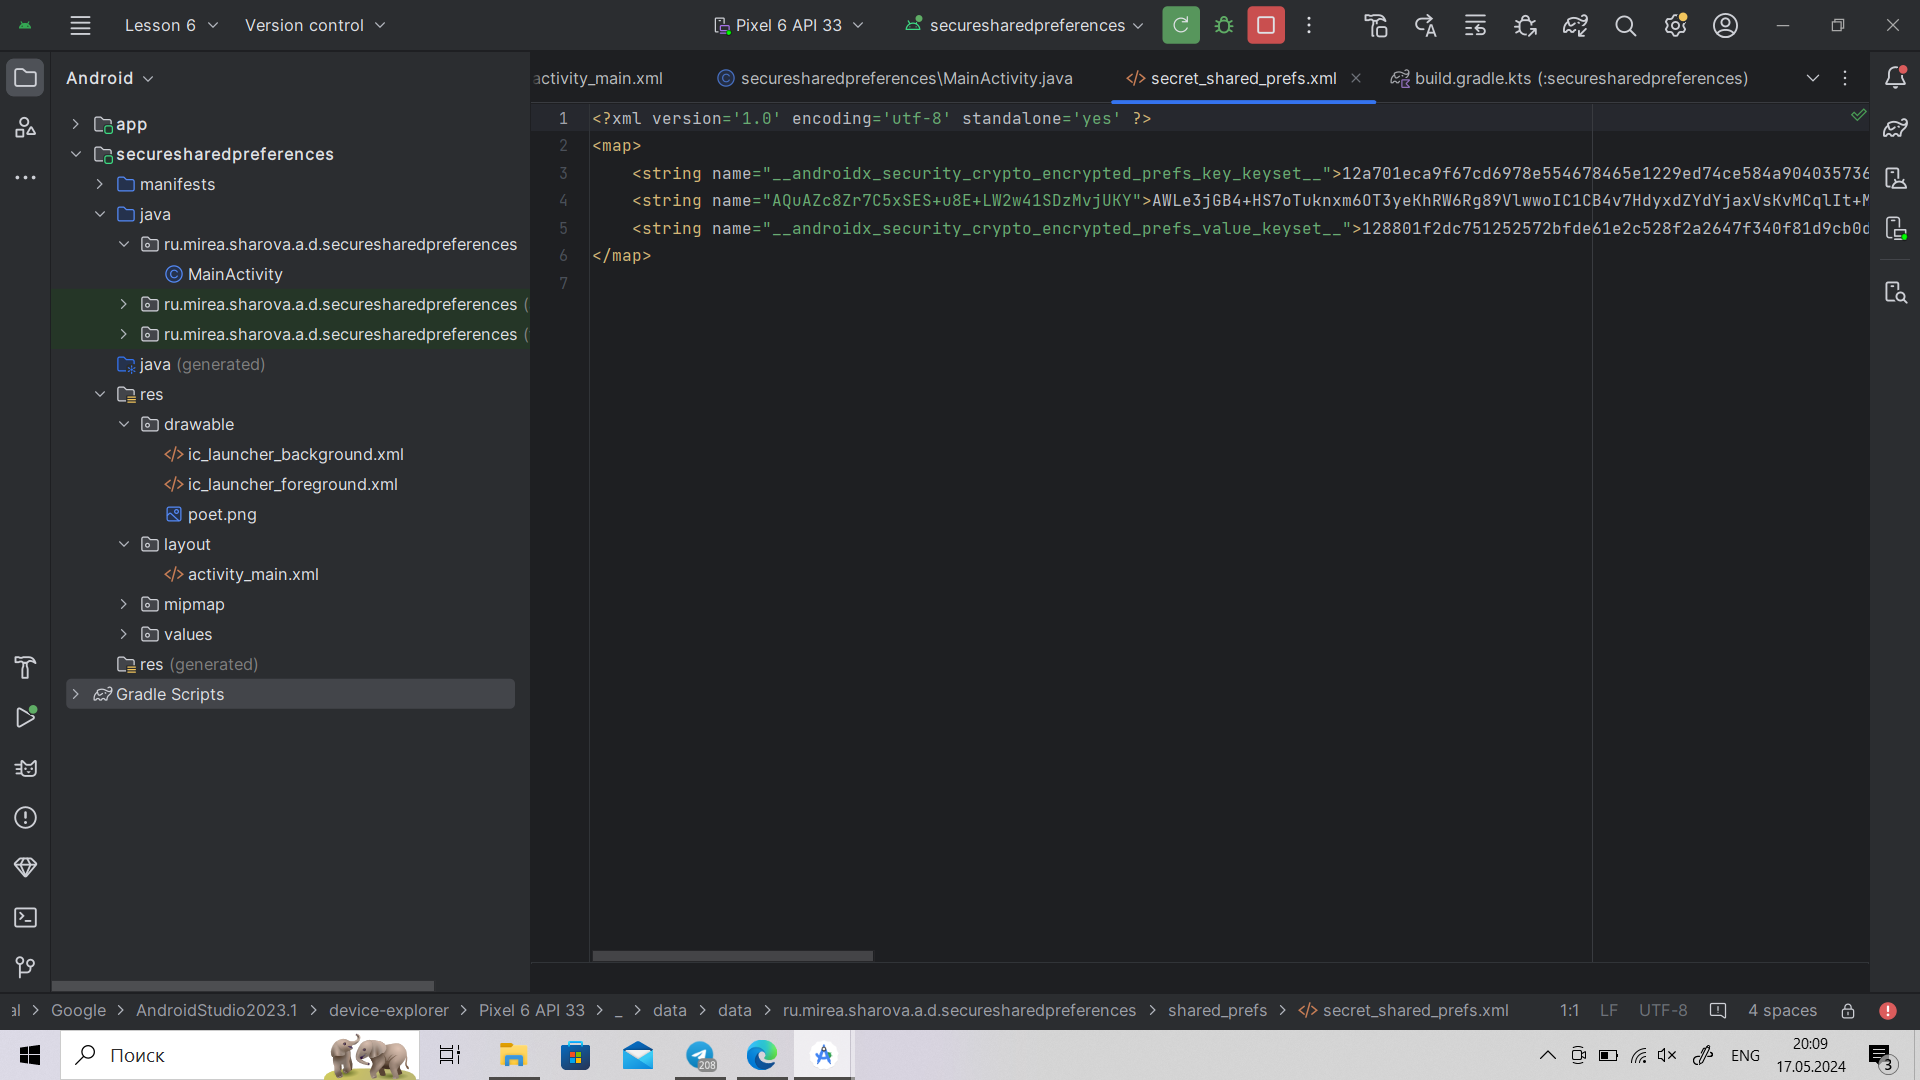 Lesson 6
Version control
Pixel 6 API 33
securesharedpreferences
Android
app
securesharedpreferences
manifests
java
ru.mirea.sharova.a.d.securesharedpreferences
MainActivity
ru.mirea.sharova.a.d.securesharedpreferences (
ru.mirea.sharova.a.d.securesharedpreferences (
java (generated)
res
drawable
ic_launcher_background.xml
ic_launcher_foreground.xml
poet.png
layout
activity_main.xml
mipmap
values
res (generated)
Gradle Scripts
activity_main.xml
securesharedpreferences\MainActivity.java
secret_shared_prefs.xml
build.gradle.kts (:securesharedpreferences)
1 <?xml version='1.0' encoding='utf-8' standalone='yes' ?>
2 <map>
3 <string name="__androidx_security_crypto_encrypted_prefs_key_keyset__">12a701eca9f67cd6978e554678465e1229ed74ce584a904035736
4 <string name="AQuAZc8Zr7C5xSES+u8E+LW2w41SDzMvjUKY">AWLe3jGB4+HS7oTuknxm6OT3yeKhRW6Rg89VlwwoIC1CB4v7HdyxdZYdYjaxVsKvMCqlIt+M
5 <string name="__androidx_security_crypto_encrypted_prefs_value_keyset__">128801f2dc751252572bfde61e2c528f2a2647f340f81d9cb0d
6 </map>
7
al > Google > AndroidStudio2023.1 > device-explorer > Pixel 6 API 33 > _ > data > data > ru.mirea.sharova.a.d.securesharedpreferences > shared_prefs > secret_shared_prefs.xml
1:1 LF UTF-8 4 spaces
Поиск
208
ENG
20:09
17.05.2024
3